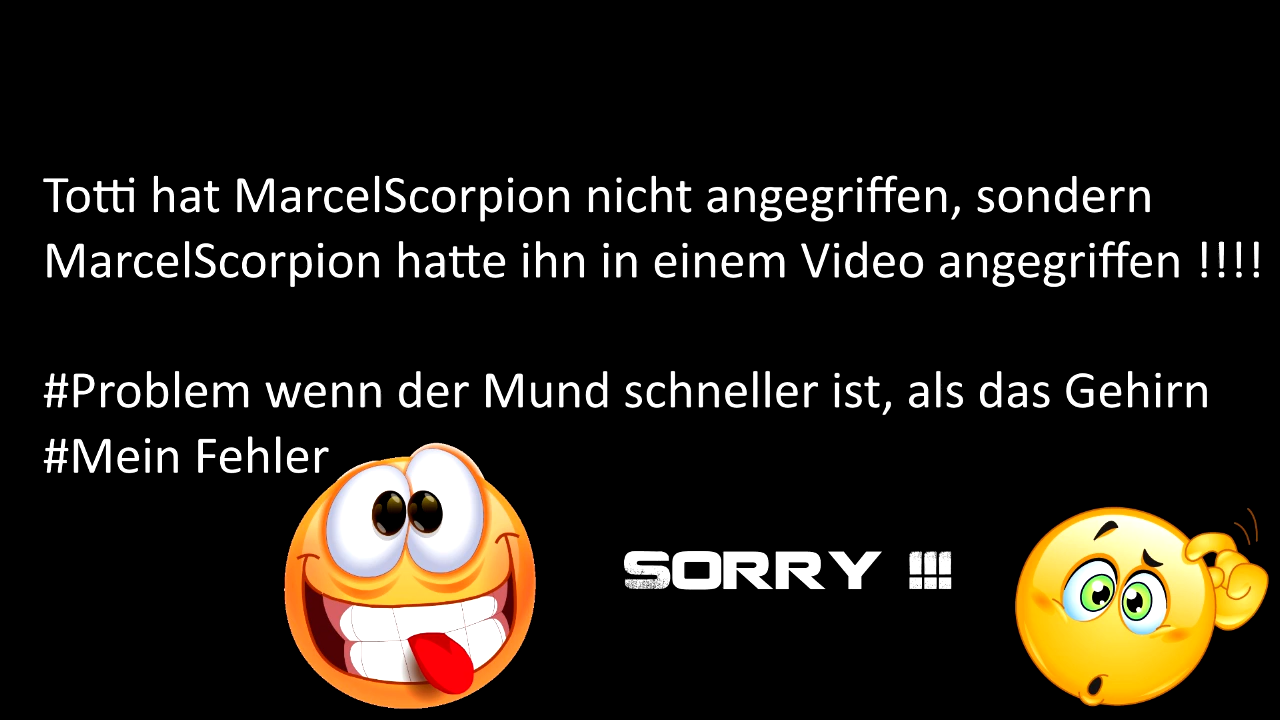 Totti hat MarcelScorpion nicht angegriffen, sondern
MarcelScorpion hatte ihn in einem Video angegriffen !!!!
#Problem wenn der Mund schneller ist, als das Gehirn
#Mein Fehler
SORRY !!!